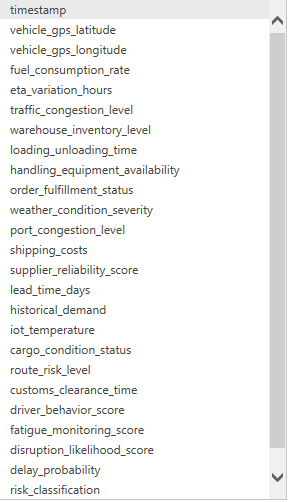 timestamp
vehicle_gps_latitude
vehicle_gps_longitude
fuel_consumption_rate
eta_variation_hours
traffic_congestion_level
warehouse_inventory_level
loading_unloading_time
handling_equipment_availability
order_fulfillment_status
weather_condition_severity
port_congestion_level
shipping_costs
supplier_reliability_score
lead_time_days
historical_demand
iot_temperature
cargo_condition_status
route_risk_level
customs_clearance_time
driver_behavior_score
fatigue_monitoring_score
disruption_likelihood_score
delay_probability
risk_classification